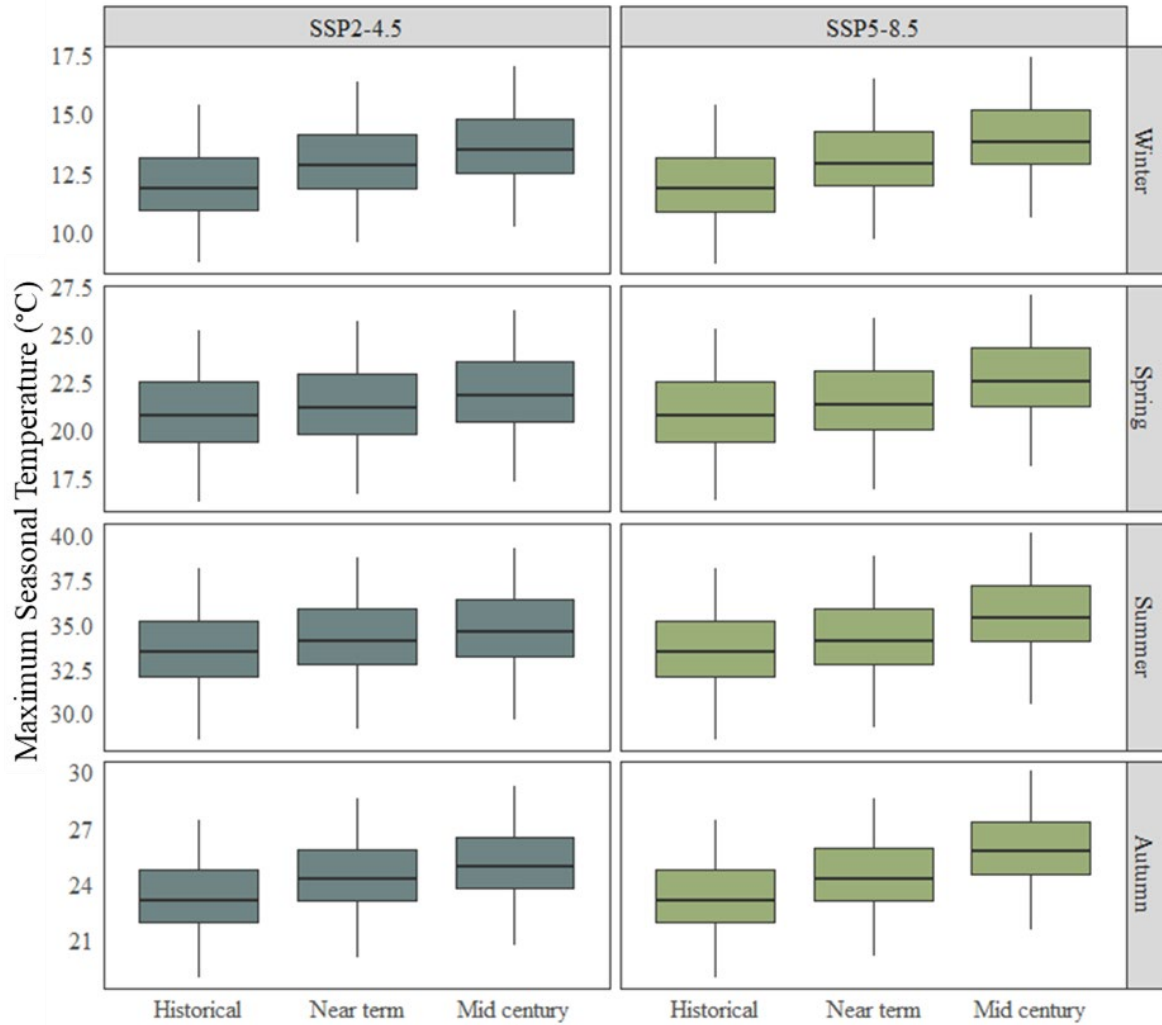 SSP2-4.5
SSP5-8.5
17.5
15.0
12.5
10.0
Winter
27.5
25.0
22.5
20.0
17.5
Spring
40.0
37.5
35.0
32.5
30.0
Summer
30
27
24
21
Autumn
Maximum Seasonal Temperature (°C)
Historical Near term Mid century
Historical Near term Mid century